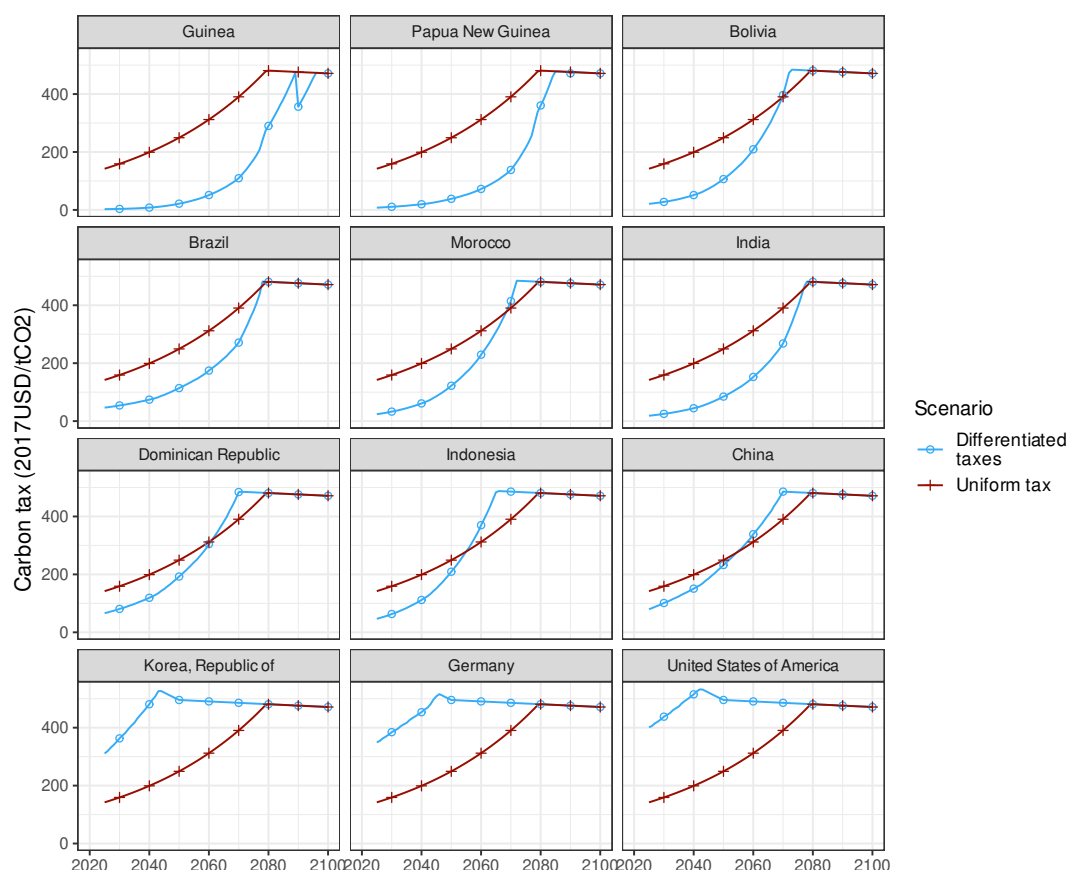 Guinea
Papua New Guinea
Bolivia
400
200
0
Brazil
Morocco
India
400
200
0
Dominican Republic
Indonesia
China
400
200
0
Korea, Republic of
Germany
United States of America
400
200
0
2020 2040 2060 2080 2100
2020 2040 2060 2080 2100
2020 2040 2060 2080 2100
Carbon tax (2017USD/tCO2)
Scenario
Differentiated
taxes
Uniform tax